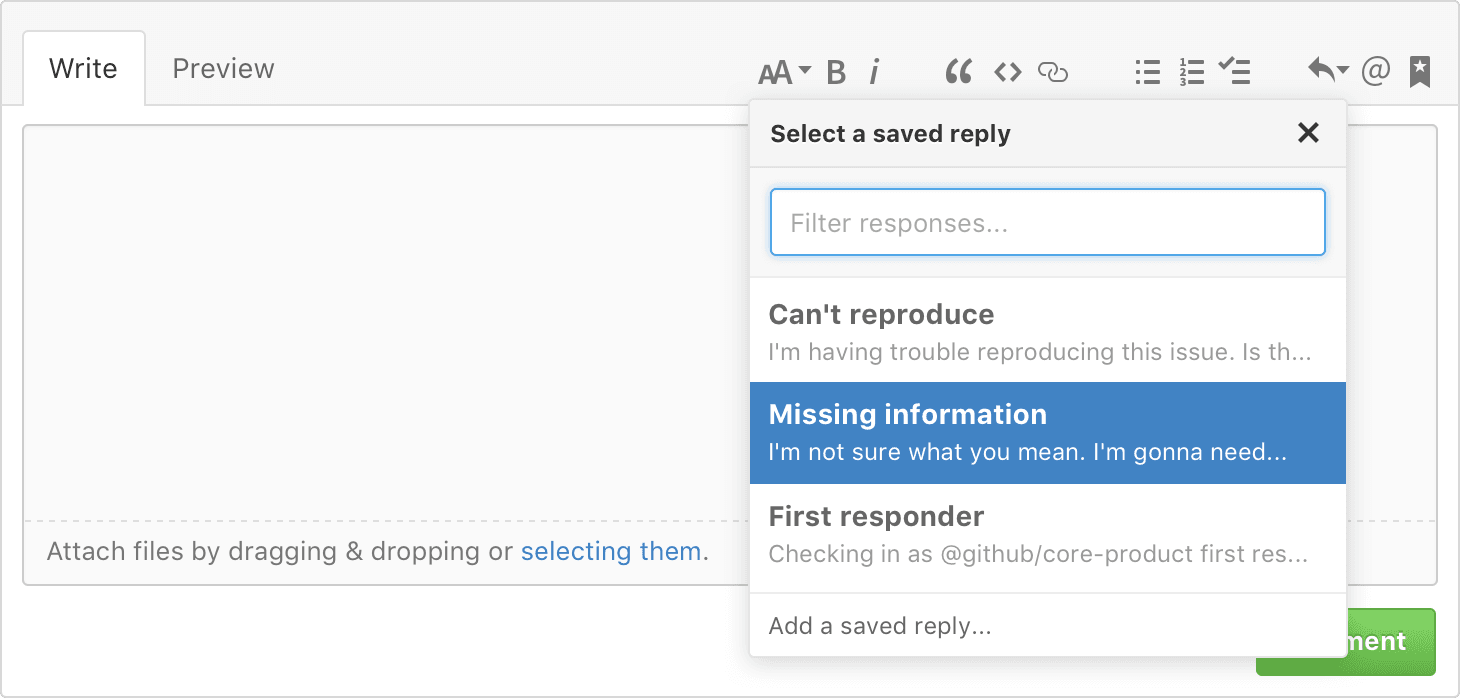 Write
Preview
AA B i
@
Select a saved reply
Filter responses...
Can't reproduce
I'm having trouble reproducing this issue. Is th...
Missing information
I'm not sure what you mean. I'm gonna need...
First responder
Checking in as @github/core-product first res...
Add a saved reply...
Attach files by dragging & dropping or selecting them.
ment